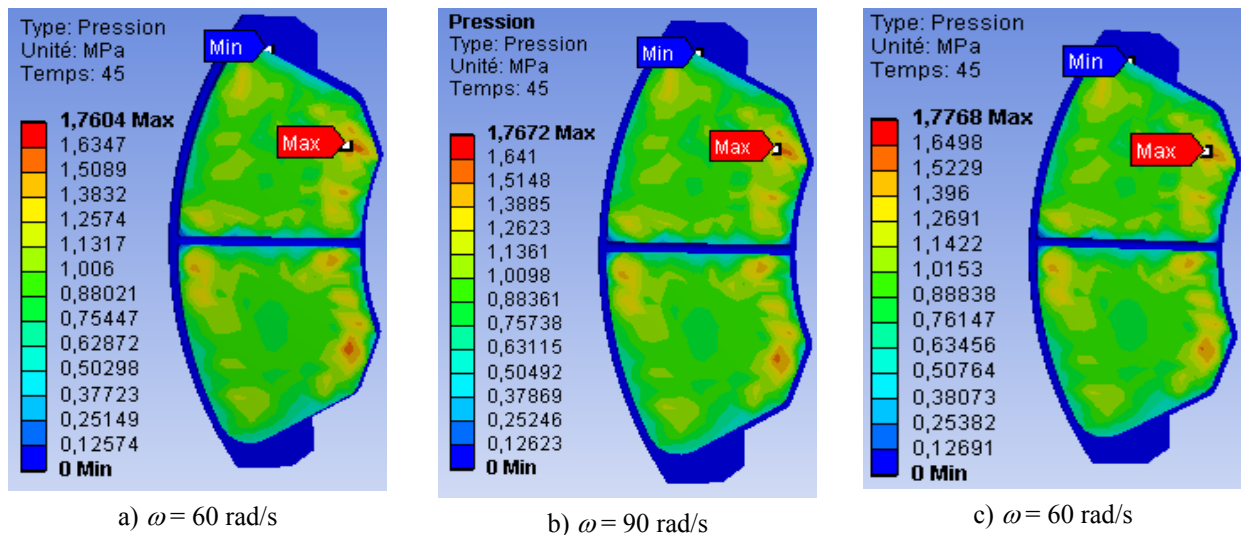 Type: Pression
Unité: MPa
Temps: 45
Min
Max
1,7604 Max
1,6347
1,5089
1,3832
1,2574
1,1317
1,006
0,88021
0,75447
0,62872
0,50298
0,37723
0,25149
0,12574
0 Min
a) ω = 60 rad/s
Pression
Type: Pression
Unité: MPa
Temps: 45
Min
Max
1,7672 Max
1,641
1,5148
1,3885
1,2623
1,1361
1,0098
0,88361
0,75738
0,63115
0,50492
0,37869
0,25246
0,12623
0 Min
b) ω = 90 rad/s
Type: Pression
Unité: MPa
Temps: 45
Min
Max
1,7768 Max
1,6498
1,5229
1,396
1,2691
1,1422
1,0153
0,88838
0,76147
0,63456
0,50764
0,38073
0,25382
0,12691
0 Min
c) ω = 60 rad/s